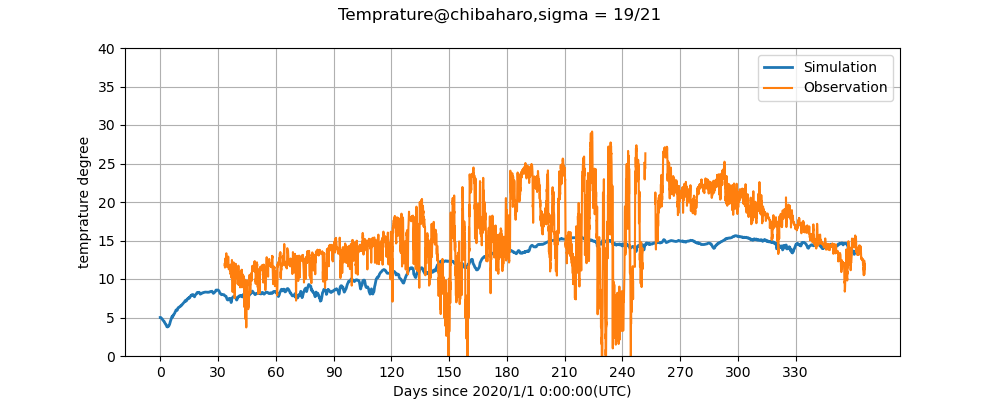 Temprature@chibaharo,sigma = 19/21
Simulation
Observation
temprature degree
40
35
30
25
20
15
10
5
0
0 30 60 90 120 150 180 210 240 270 300 330
Days since 2020/1/1 0:00:00(UTC)